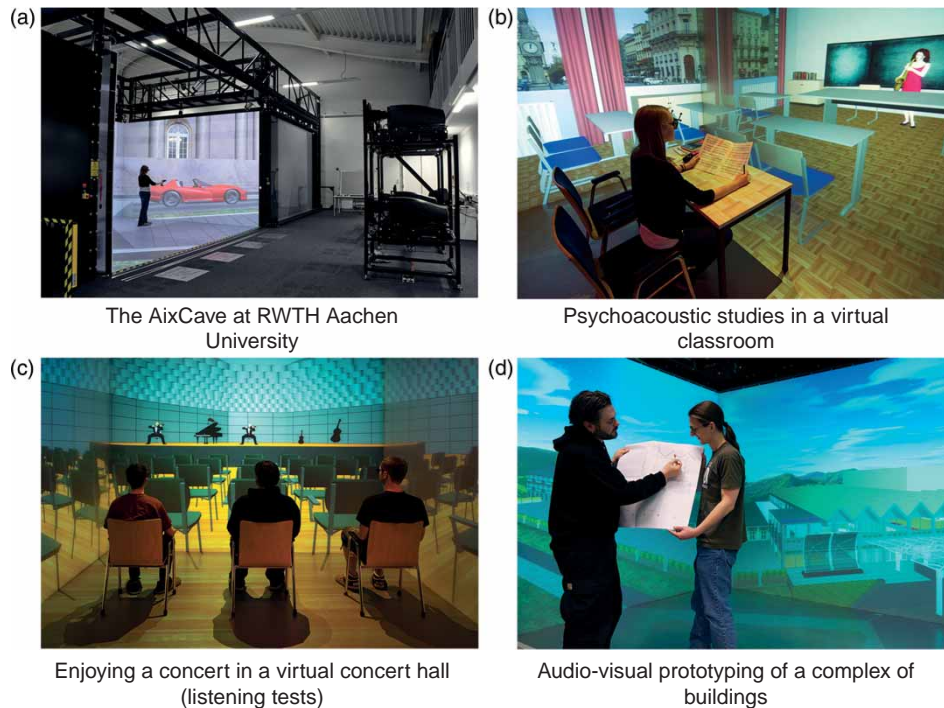 (a)
(b)
The AixCave at RWTH Aachen
University
Psychoacoustic studies in a virtual
classroom
(c)
(d)
Enjoying a concert in a virtual concert hall
(listening tests)
Audio-visual prototyping of a complex of
buildings